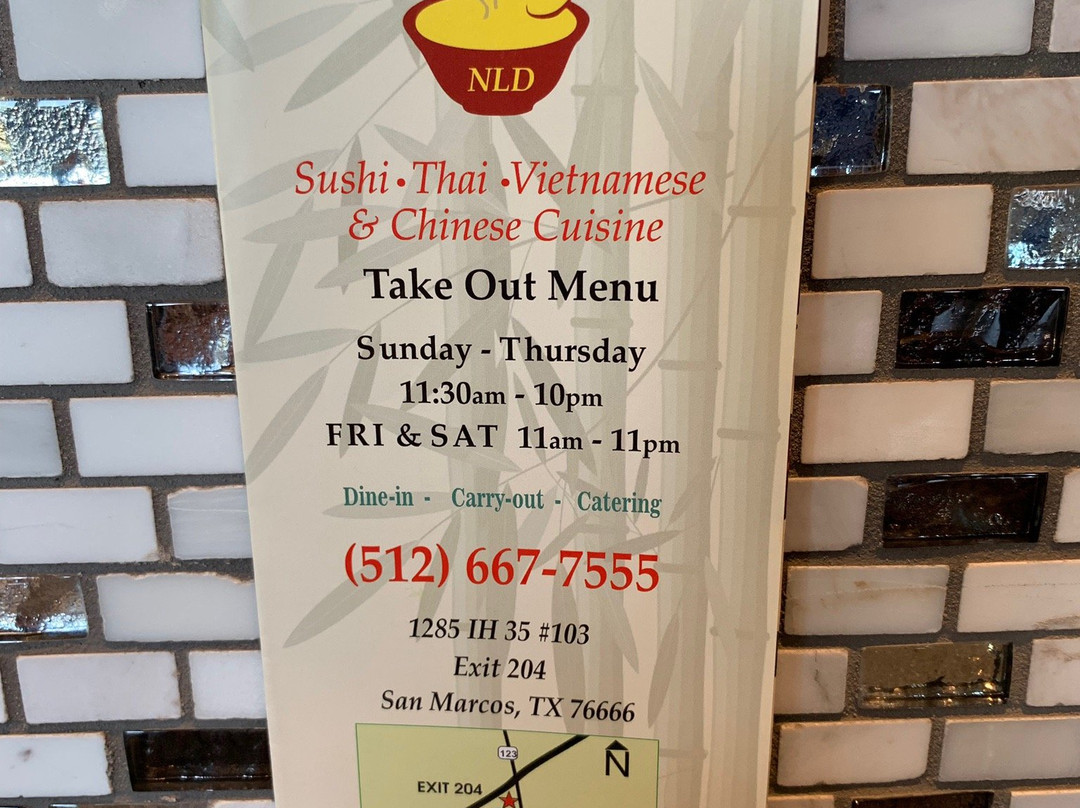 NLD
Sushi • Thai • Vietnamese
& Chinese Cuisine
Take Out Menu
Sunday - Thursday
11:30am - 10pm
FRI & SAT 11am - 11pm
Dine-in - Carry-out - Catering
(512) 667-7555
1285 IH 35 #103
Exit 204
San Marcos, TX 76666
123
N
EXIT 204